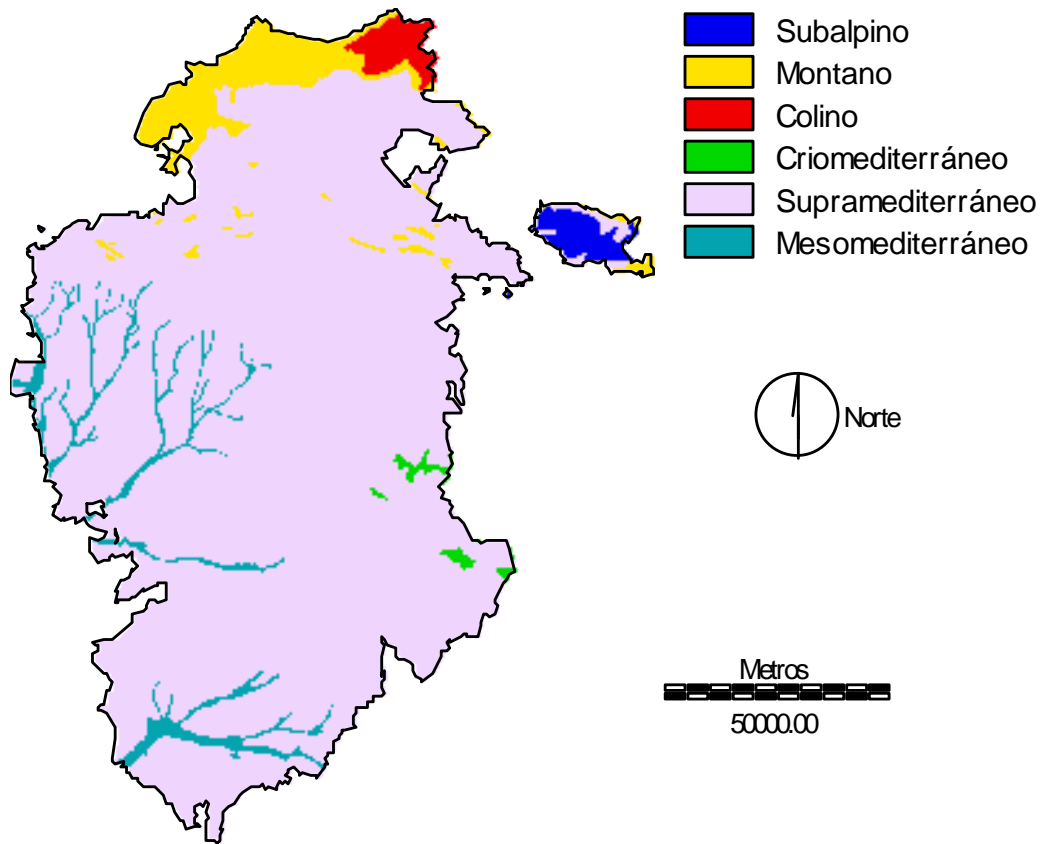 Subalpino
Montano
Colino
Criomediterráneo
Supramediterráneo
Mesomediterráneo
Norte
Metros
50000.00